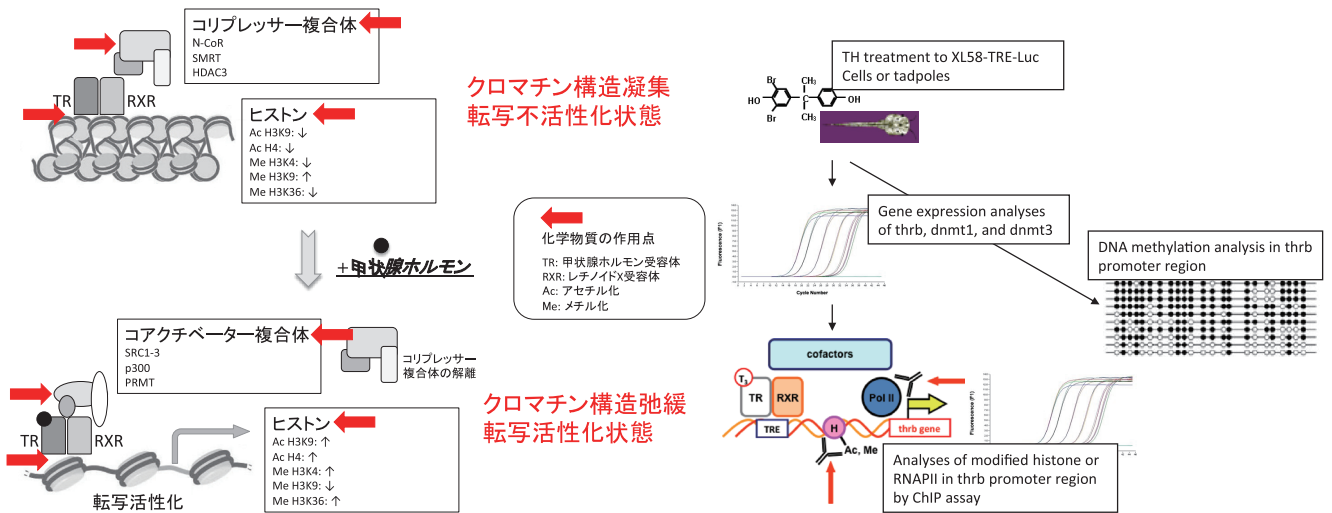 コリプレッサー複合体
N-CoR
SMRT
HDAC3
TR
RXR
ヒストン
Ac H3K9: ↓
Ac H4: ↓
Me H3K4: ↓
Me H3K9: ↑
Me H3K36: ↓
クロマチン構造凝集
転写不活性化状態
+甲状腺ホルモン
化学物質の作用点
TR: 甲状腺ホルモン受容体
RXR: レチノイドX受容体
Ac: アセチル化
Me: メチル化
コアクチベーター複合体
SRC1-3
p300
PRMT
コリプレッサー
複合体の解離
TR
RXR
転写活性化
ヒストン
Ac H3K9: ↑
Ac H4: ↑
Me H3K4: ↑
Me H3K9: ↓
Me H3K36: ↑
クロマチン構造弛緩
転写活性化状態
TH treatment to XL58-TRE-Luc
Cells or tadpoles
Br
CH3
HO
C
OH
Br
CH3
Gene expression analyses
of thrb, dnmt1, and dnmt3
Fluorescence (F1)
Cycle Number
DNA methylation analysis in thrb
promoter region
cofactors
T3
TR
RXR
Pol II
TRE
H
thrb gene
Ac, Me
Fluorescence (F1)
Analyses of modified histone or
RNAPII in thrb promoter region
by ChIP assay